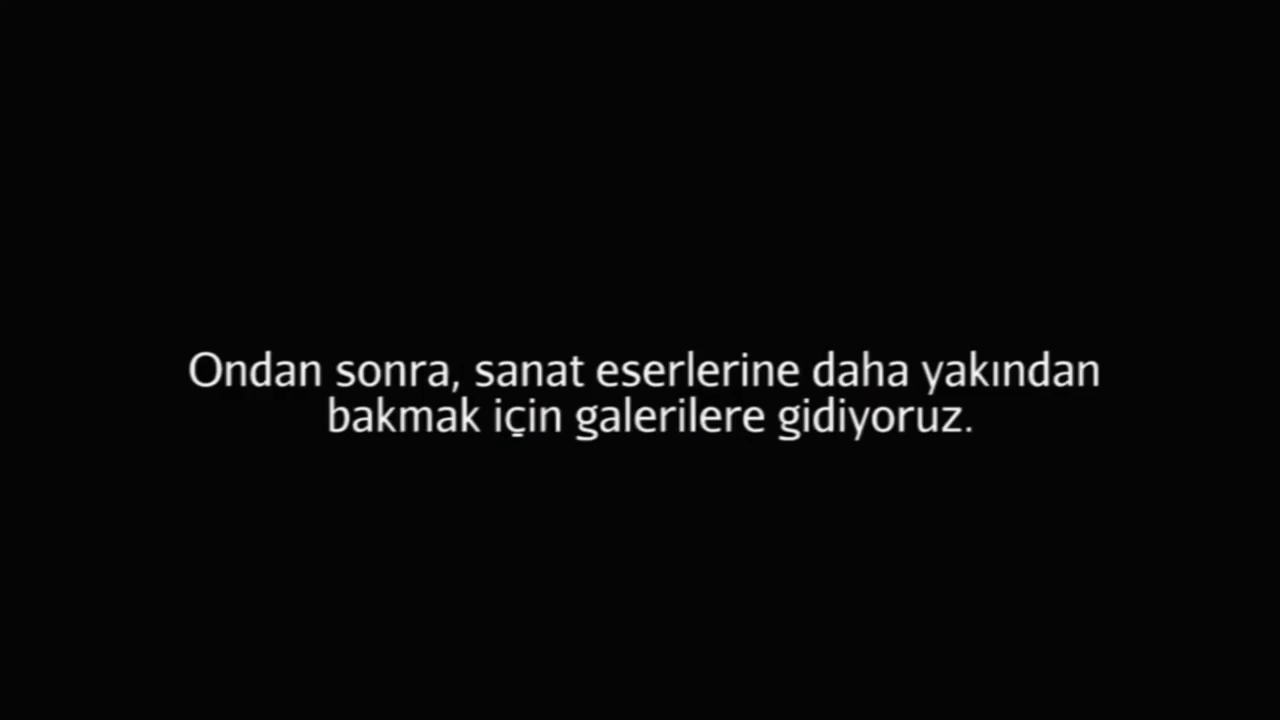 Ondan sonra, sanat eserlerine daha yakından
bakmak için galerilere gidiyoruz.